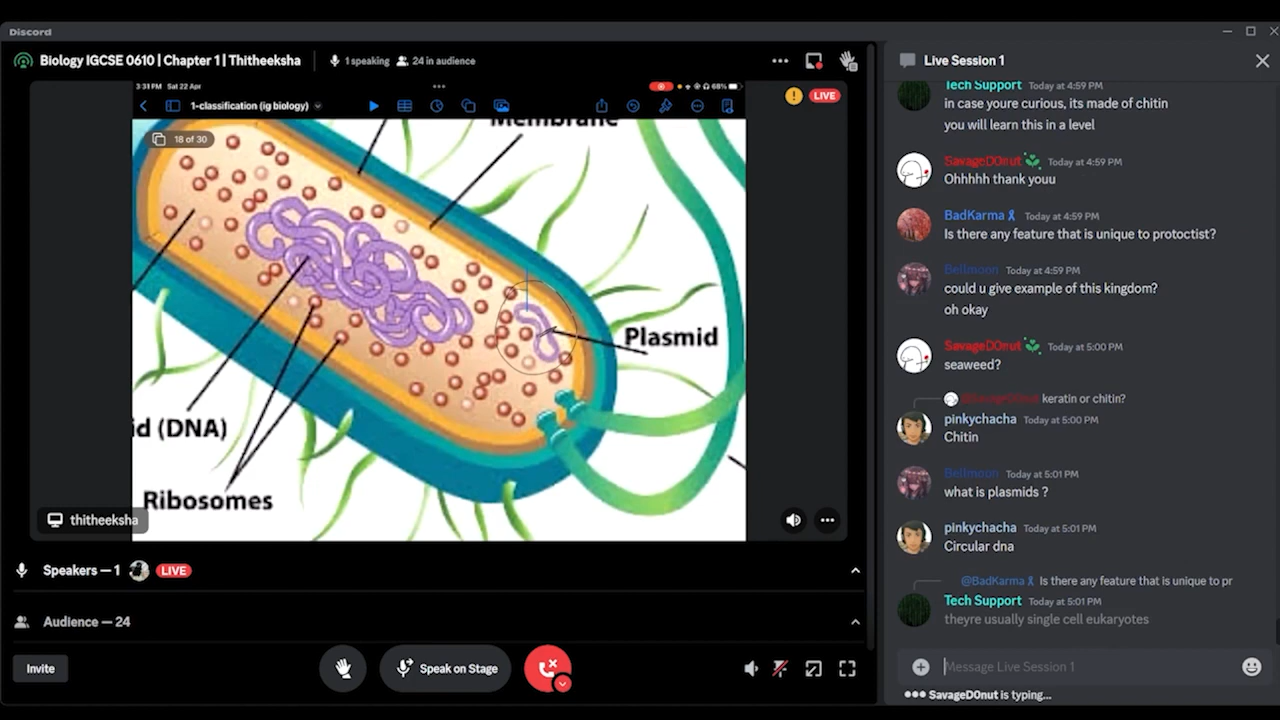 Discord
Biology IGCSE 0610 | Chapter 1 | Thitheeksha
1 speaking
24 in audience
3:31 PM Sat 22 Apr
68%
1-classification (ig biology)
LIVE
18 of 30
Membrane
Plasmid
id (DNA)
Ribosomes
thitheeksha
Speakers — 1 LIVE
Audience — 24
Invite
Speak on Stage
Live Session 1
Tech Support Today at 4:59 PM
in case youre curious, its made of chitin
you will learn this in a level
SavageD0nut Today at 4:59 PM
Ohhhhh thank youu
BadKarma Today at 4:59 PM
Is there any feature that is unique to protoctist?
Bellmoon Today at 4:59 PM
could u give example of this kingdom?
oh okay
SavageD0nut Today at 5:00 PM
seaweed?
@SavageD0nut keratin or chitin?
pinkychacha Today at 5:00 PM
Chitin
Bellmoon Today at 5:01 PM
what is plasmids ?
pinkychacha Today at 5:01 PM
Circular dna
@BadKarma Is there any feature that is unique to pr
Tech Support Today at 5:01 PM
theyre usually single cell eukaryotes
Message Live Session 1
SavageD0nut is typing...